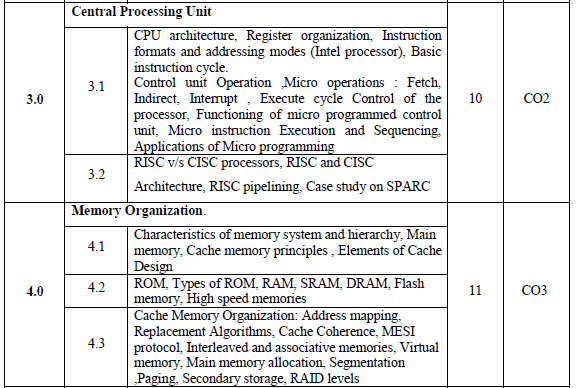 Central Processing Unit
3.0
3.1
CPU architecture, Register organization, Instruction
formats and addressing modes (Intel processor), Basic
instruction cycle.
Control unit Operation ,Micro operations : Fetch,
Indirect, Interrupt , Execute cycle Control of the
processor, Functioning of micro programmed control
unit, Micro instruction Execution and Sequencing,
Applications of Micro programming
10
CO2
3.2
RISC v/s CISC processors, RISC and CISC
Architecture, RISC pipelining, Case study on SPARC
Memory Organization.
4.0
4.1
Characteristics of memory system and hierarchy, Main
memory, Cache memory principles , Elements of Cache
Design
4.2
ROM, Types of ROM, RAM, SRAM, DRAM, Flash
memory, High speed memories
11
CO3
4.3
Cache Memory Organization: Address mapping,
Replacement Algorithms, Cache Coherence, MESI
protocol, Interleaved and associative memories, Virtual
memory, Main memory allocation, Segmentation
,Paging, Secondary storage, RAID levels